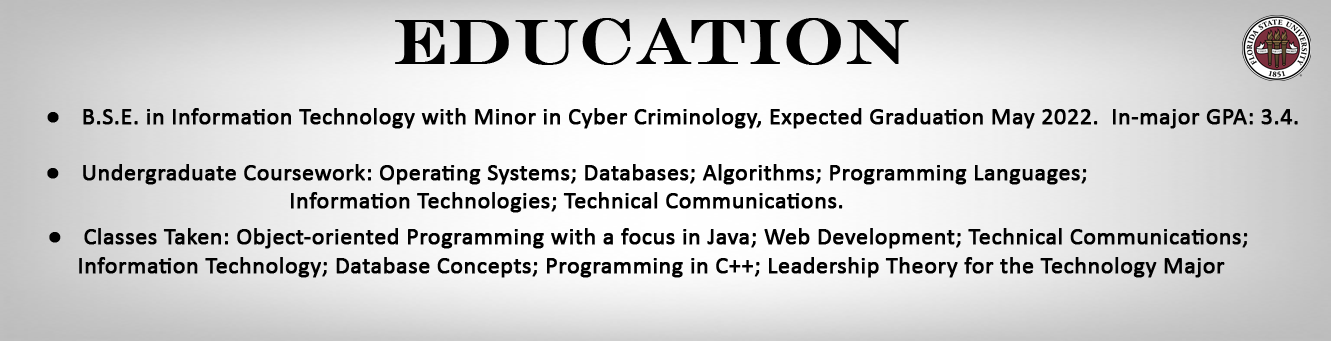 EDUCATION
FLORIDA STATE UNIVERSITY
1851
• B.S.E. in Information Technology with Minor in Cyber Criminology, Expected Graduation May 2022. In-major GPA: 3.4.
• Undergraduate Coursework: Operating Systems; Databases; Algorithms; Programming Languages;
Information Technologies; Technical Communications.
• Classes Taken: Object-oriented Programming with a focus in Java; Web Development; Technical Communications;
Information Technology; Database Concepts; Programming in C++; Leadership Theory for the Technology Major